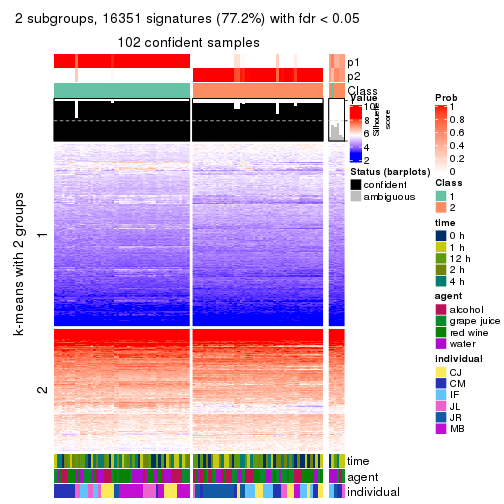 2 subgroups, 16351 signatures (77.2%) with fdr < 0.05
102 confident samples
p1
p2
Class
Silhouette
score
k-means with 2 groups
1
2
time
agent
individual
Value
10
8
6
4
2
Status (barplots)
confident
ambiguous
Prob
1
0.8
0.6
0.4
0.2
0
Class
1
2
time
0 h
1 h
12 h
2 h
4 h
agent
alcohol
grape juice
red wine
water
individual
CJ
CM
IF
JL
JR
MB